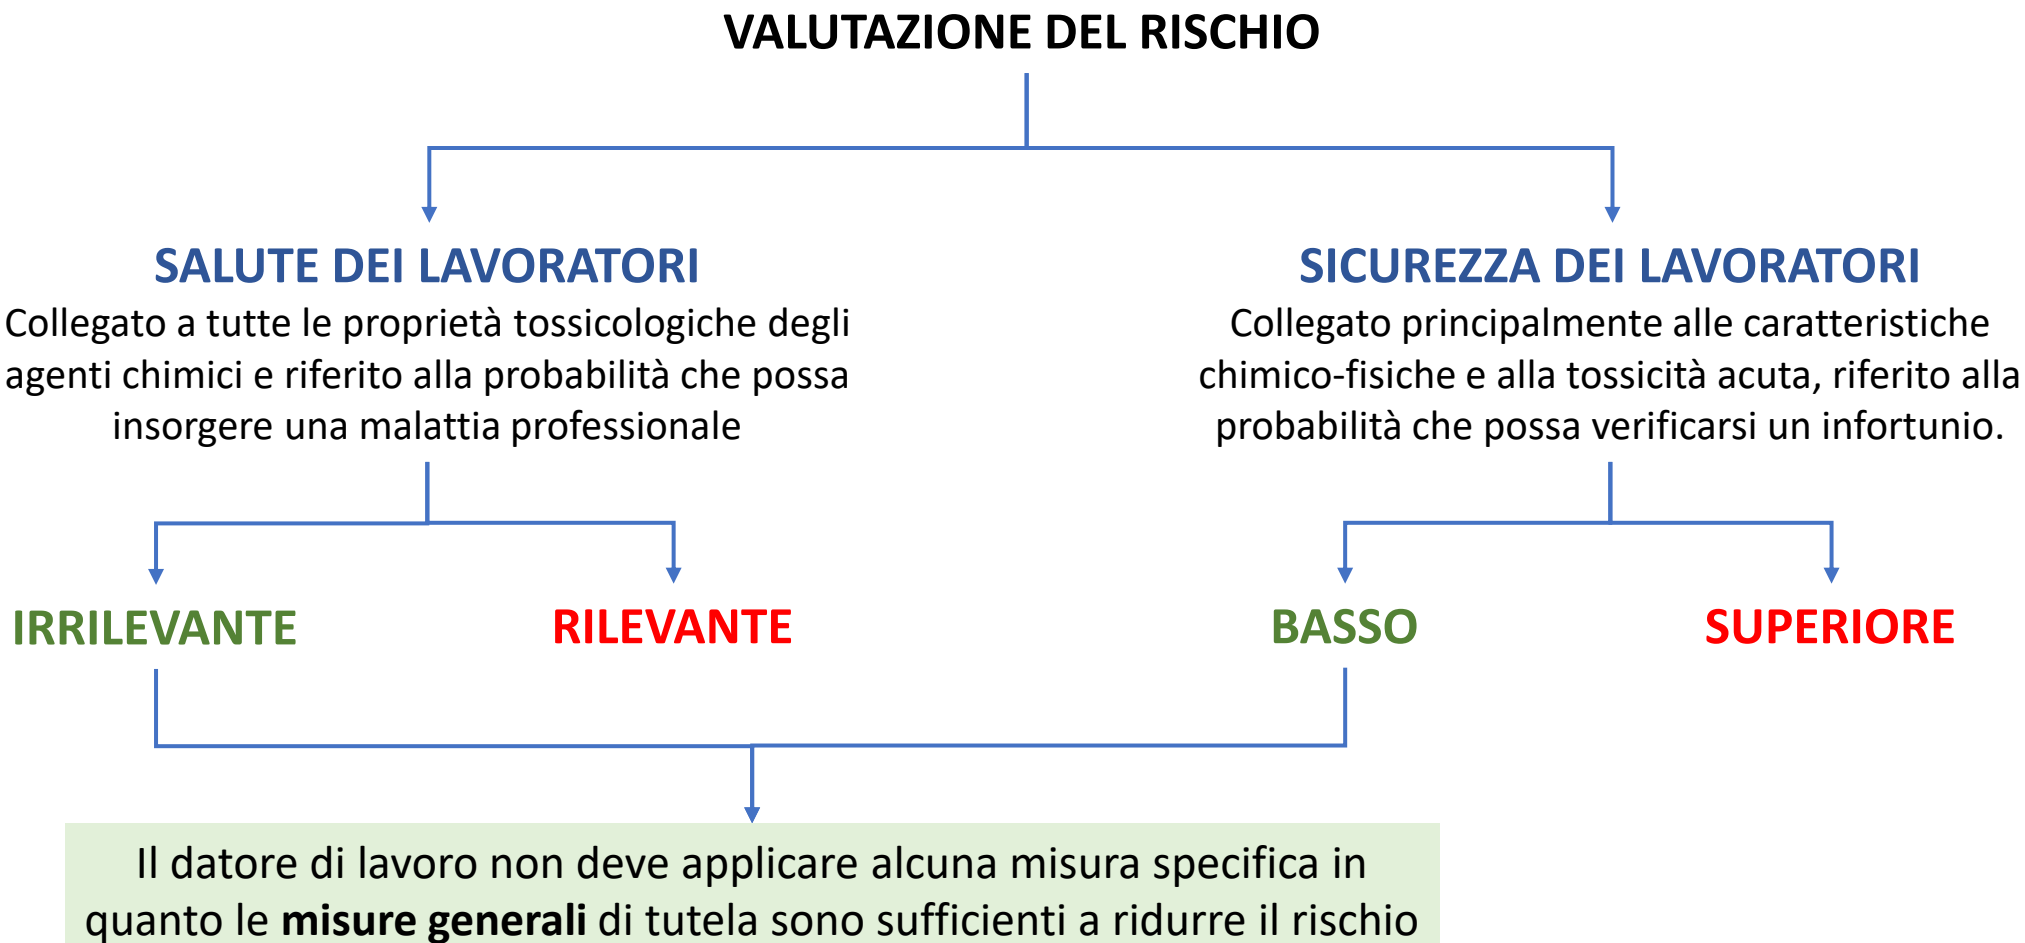 VALUTAZIONE DEL RISCHIO
SALUTE DEI LAVORATORI
Collegato a tutte le proprietà tossicologiche degli
agenti chimici e riferito alla probabilità che possa
insorgere una malattia professionale
SICUREZZA DEI LAVORATORI
Collegato principalmente alle caratteristiche
chimico-fisiche e alla tossicità acuta, riferito alla
probabilità che possa verificarsi un infortunio.
IRRILEVANTE
RILEVANTE
BASSO
SUPERIORE
Il datore di lavoro non deve applicare alcuna misura specifica in
quanto le misure generali di tutela sono sufficienti a ridurre il rischio